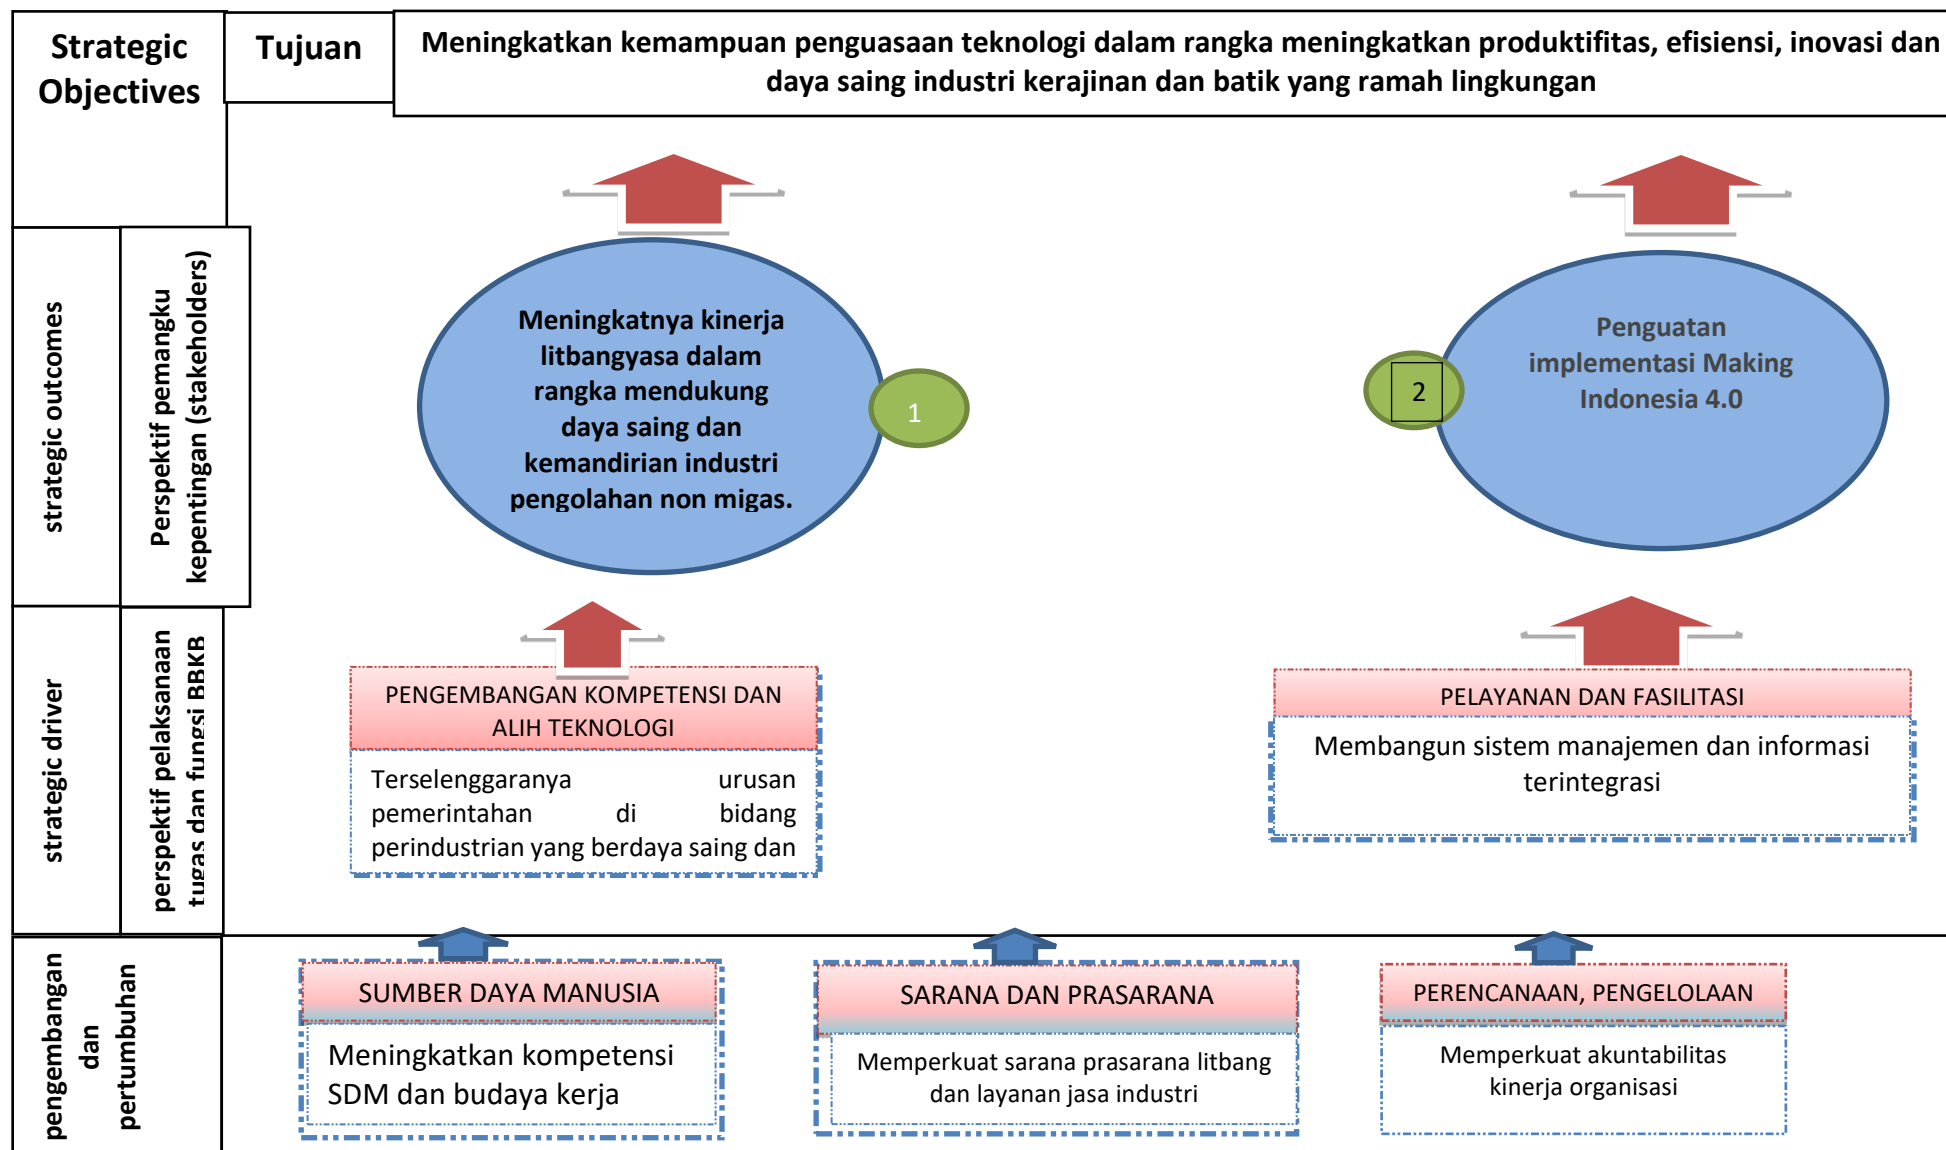 Strategic
Objectives
Tujuan
Meningkatkan kemampuan penguasaan teknologi dalam rangka meningkatkan produktifitas, efisiensi, inovasi dan
daya saing industri kerajinan dan batik yang ramah lingkungan
strategic outcomes
Perspektif pemangku
kepentingan (stakeholders)
Meningkatnya kinerja
litbangyasa dalam
rangka mendukung
daya saing dan
kemandirian industri
pengolahan non migas.
1
2
Penguatan
implementasi Making
Indonesia 4.0
strategic driver
perspektif pelaksanaan
tugas dan fungsi BBKB
PENGEMBANGAN KOMPETENSI DAN
ALIH TEKNOLOGI
Terselenggaranya urusan
pemerintahan di bidang
perindustrian yang berdaya saing dan
PELAYANAN DAN FASILITASI
Membangun sistem manajemen dan informasi
terintegrasi
pengembangan
dan
pertumbuhan
SUMBER DAYA MANUSIA
Meningkatkan kompetensi
SDM dan budaya kerja
SARANA DAN PRASARANA
Memperkuat sarana prasarana litbang
dan layanan jasa industri
PERENCANAAN, PENGELOLAAN
Memperkuat akuntabilitas
kinerja organisasi